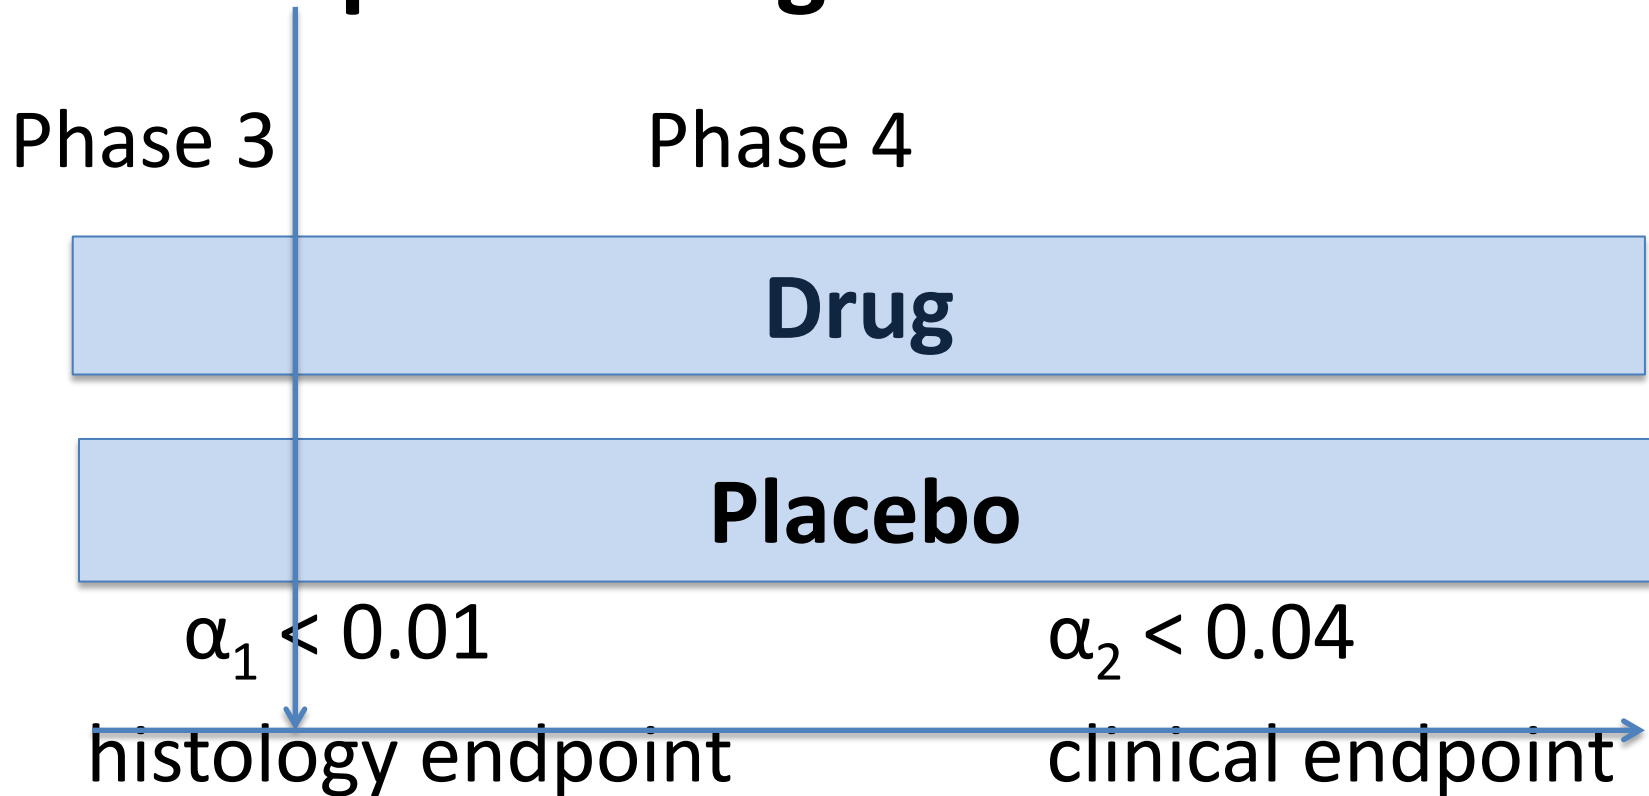 Phase 3 Phase 4
Drug
Placebo
α₁ < 0.01 α₂ < 0.04
histology endpoint clinical endpoint